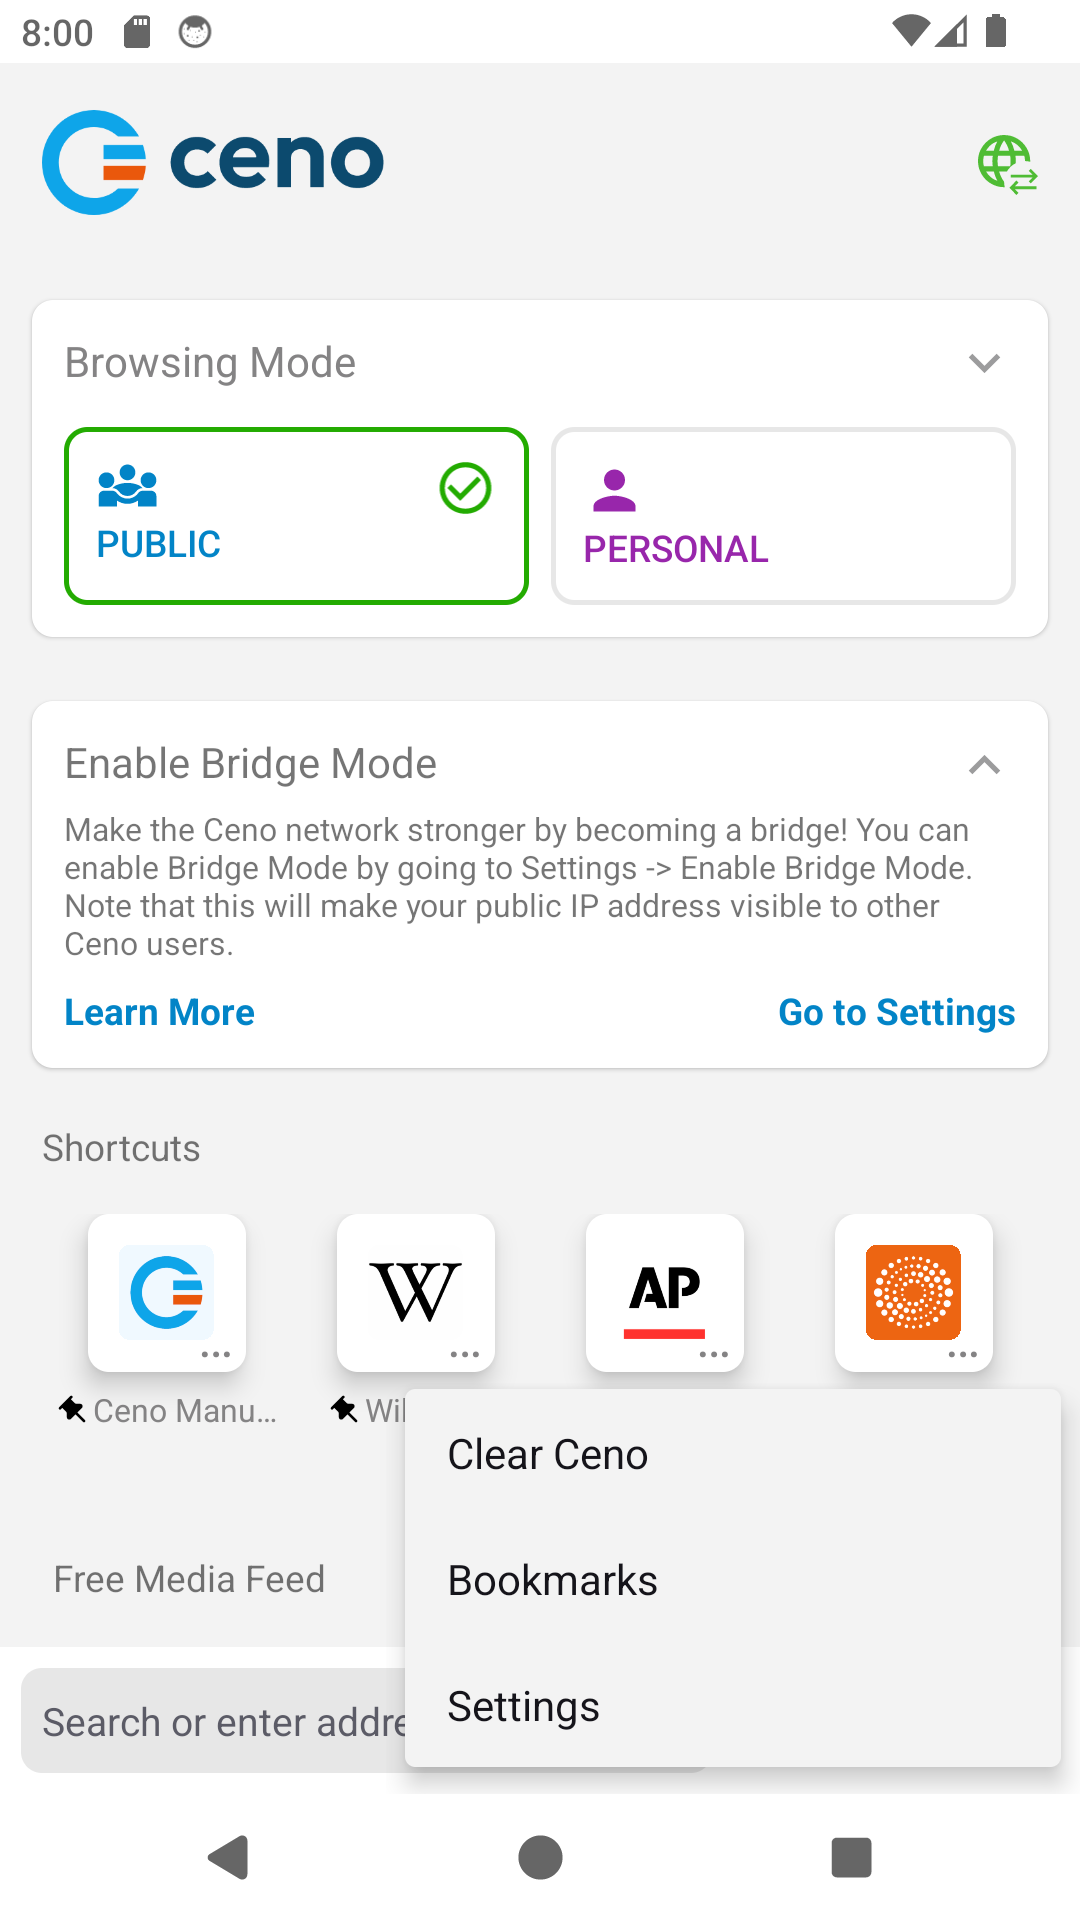 8:00
ceno
Browsing Mode
PUBLIC
PERSONAL
Enable Bridge Mode
Make the Ceno network stronger by becoming a bridge! You can
enable Bridge Mode by going to Settings -> Enable Bridge Mode.
Note that this will make your public IP address visible to other
Ceno users.
Learn More
Go to Settings
Shortcuts
W
AP
Ceno Manu...
Clear Ceno
Bookmarks
Settings
Free Media Feed
Search or enter